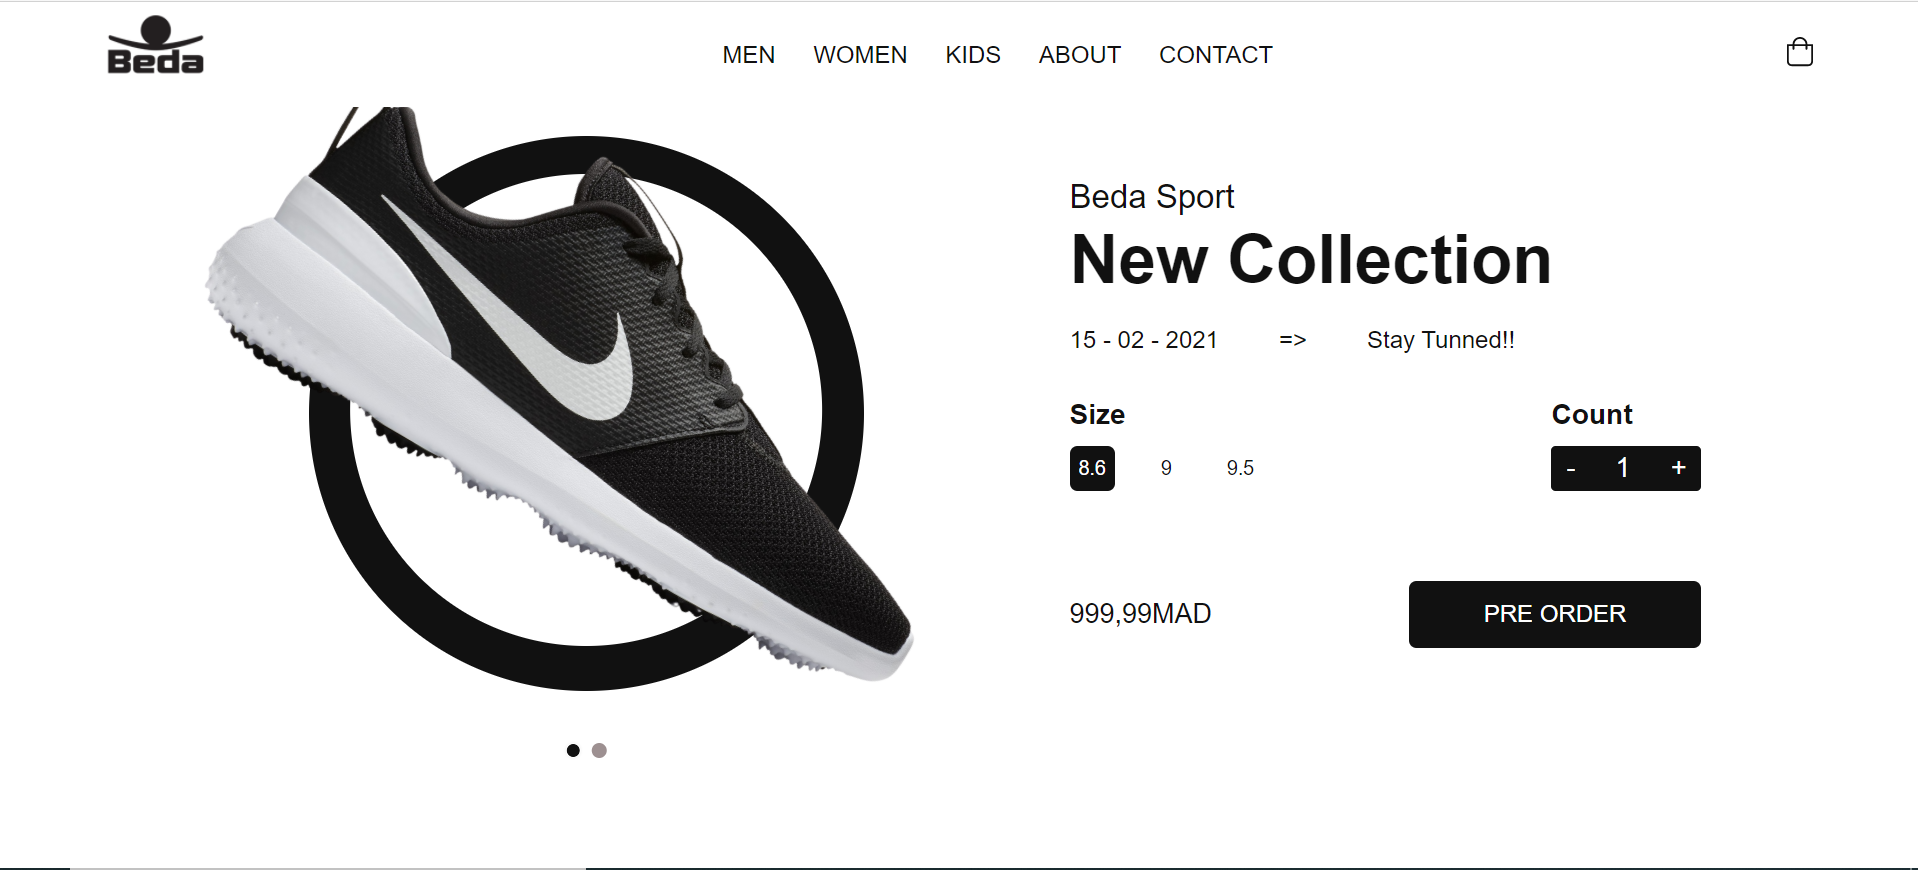 Beda
MEN WOMEN KIDS ABOUT CONTACT
Beda Sport
New Collection
15 - 02 - 2021 => Stay Tunned!!
Size Count
8.6 9 9.5 - 1 +
999,99MAD PRE ORDER